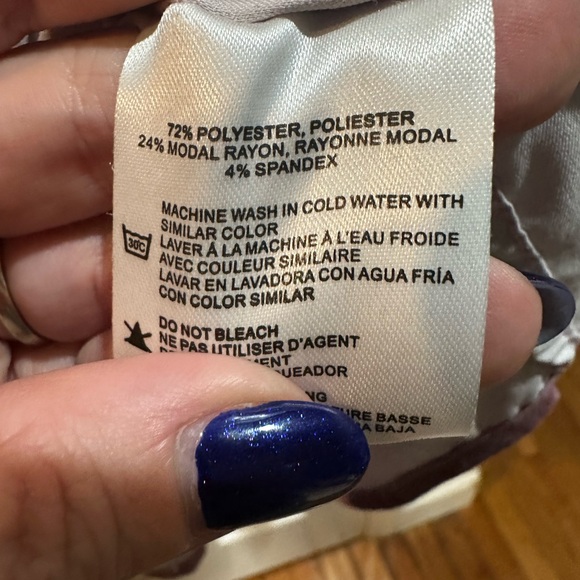 72% POLYESTER, POLIESTER
24% MODAL RAYON, RAYONNE MODAL
4% SPANDEX
MACHINE WASH IN COLD WATER WITH
SIMILAR COLOR
30°C
LAVER Á LA MACHINE À L'EAU FROIDE
AVEC COULEUR SIMILAIRE
LAVAR EN LAVADORA CON AGUA FRÍA
CON COLOR SIMILAR
DO NOT BLEACH
NE PAS UTILISER D'AGENT
BASSE
BAJA